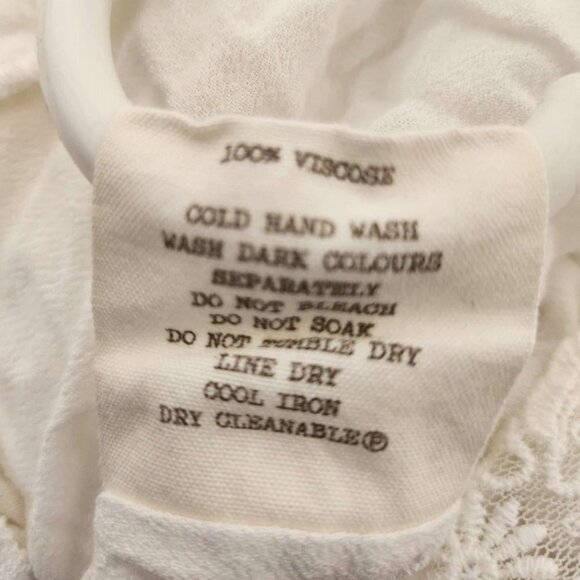 100% VISCOSE
COLD HAND WASH
WASH DARK COLOURS
SEPARATELY
DO NOT BLEACH
DO NOT SOAK
DO NOT TUMBLE DRY
LINE DRY
COOL IRON
DRY CLEANABLEⓅ